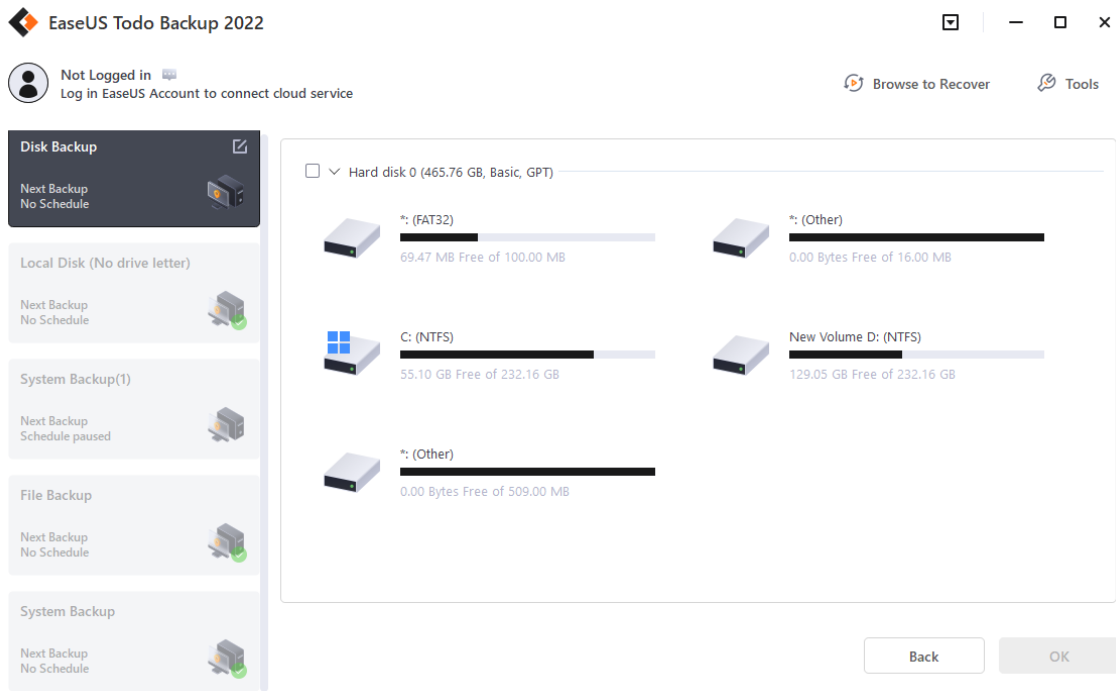 EaseUS Todo Backup 2022
Not Logged in
Log in EaseUS Account to connect cloud service
Browse to Recover
Tools
Disk Backup
Next Backup
No Schedule
Local Disk (No drive letter)
Next Backup
No Schedule
System Backup(1)
Next Backup
Schedule paused
File Backup
Next Backup
No Schedule
System Backup
Next Backup
No Schedule
Hard disk 0 (465.76 GB, Basic, GPT)
*: (FAT32)
69.47 MB Free of 100.00 MB
*: (Other)
0.00 Bytes Free of 16.00 MB
C: (NTFS)
55.10 GB Free of 232.16 GB
New Volume D: (NTFS)
129.05 GB Free of 232.16 GB
*: (Other)
0.00 Bytes Free of 509.00 MB
Back
OK